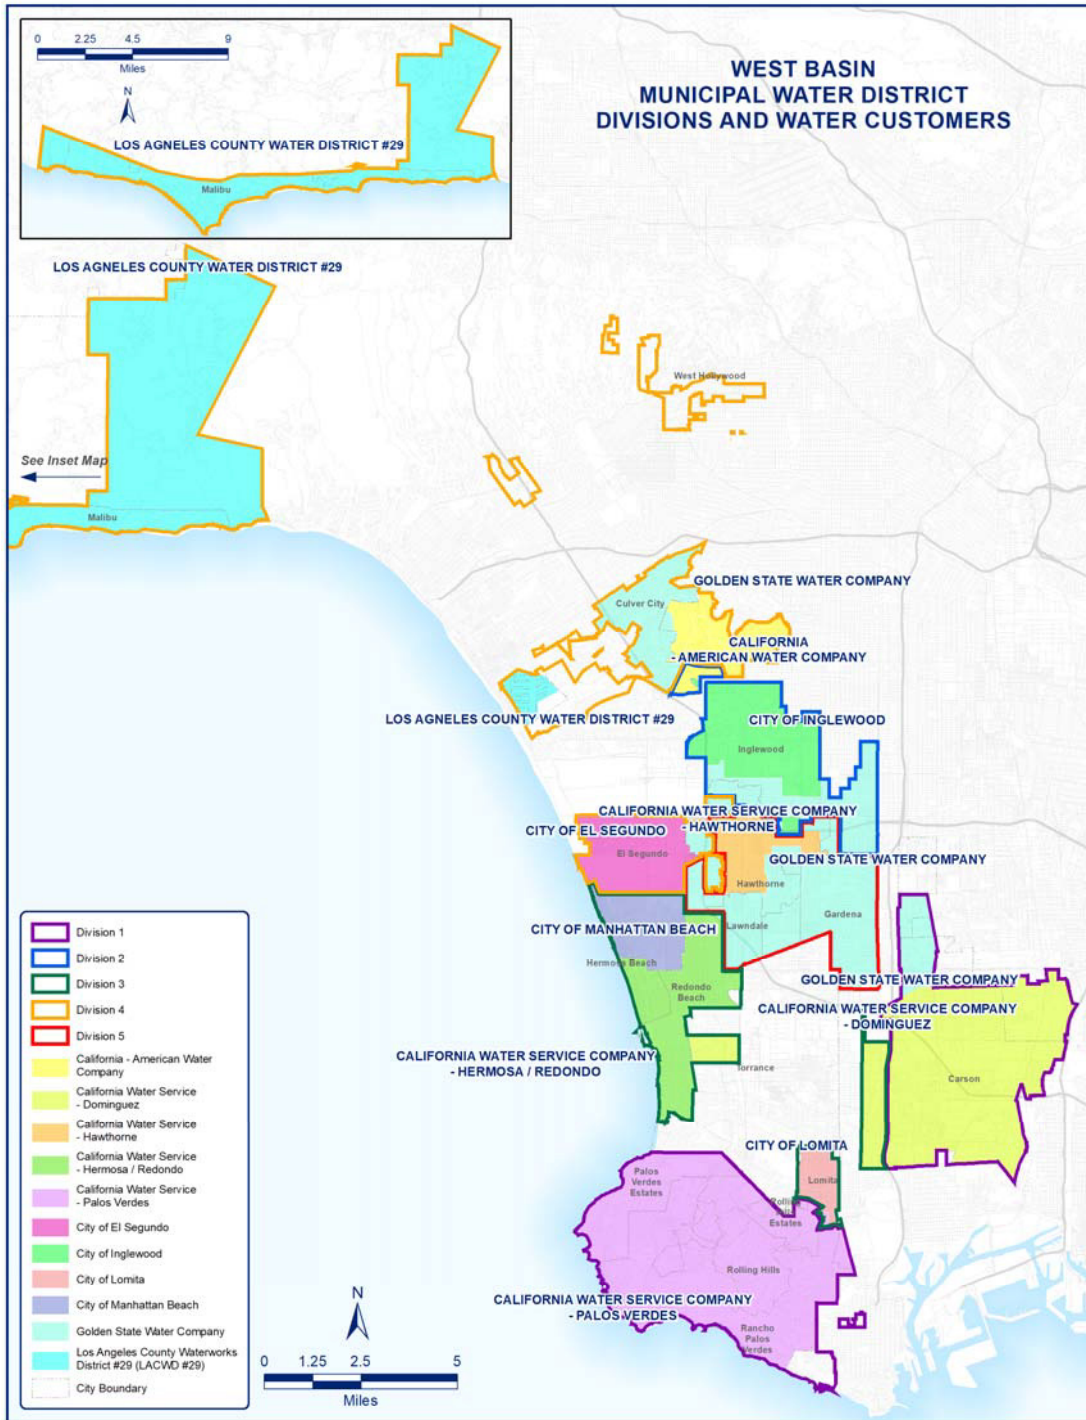 0 2.25 4.5 9
Miles
N
LOS AGNELES COUNTY WATER DISTRICT #29
Malibu
WEST BASIN
MUNICIPAL WATER DISTRICT
DIVISIONS AND WATER CUSTOMERS
LOS AGNELES COUNTY WATER DISTRICT #29
See Inset Map
Malibu
West Hollywood
GOLDEN STATE WATER COMPANY
Culver City
CALIFORNIA
- AMERICAN WATER COMPANY
LOS AGNELES COUNTY WATER DISTRICT #29
CITY OF INGLEWOOD
Inglewood
CALIFORNIA WATER SERVICE COMPANY
- HAWTHORNE
CITY OF EL SEGUNDO
El Segundo
GOLDEN STATE WATER COMPANY
Hawthorne
Gardena
Lawndale
CITY OF MANHATTAN BEACH
Hermosa Beach
GOLDEN STATE WATER COMPANY
Redondo
Beach
CALIFORNIA WATER SERVICE COMPANY
- DOMINGUEZ
CALIFORNIA WATER SERVICE COMPANY
- HERMOSA / REDONDO
Torrance
Carson
CITY OF LOMITA
Lomita
Palos
Verdes
Estates
Rolling
Hills
Estates
Rolling Hills
CALIFORNIA WATER SERVICE COMPANY
- PALOS VERDES
Rancho
Palos
Verdes
Division 1
Division 2
Division 3
Division 4
Division 5
California - American Water
Company
California Water Service
- Dominguez
California Water Service
- Hawthorne
California Water Service
- Hermosa / Redondo
California Water Service
- Palos Verdes
City of El Segundo
City of Inglewood
City of Lomita
City of Manhattan Beach
Golden State Water Company
Los Angeles County Waterworks
District #29 (LACWD #29)
City Boundary
N
0 1.25 2.5 5
Miles